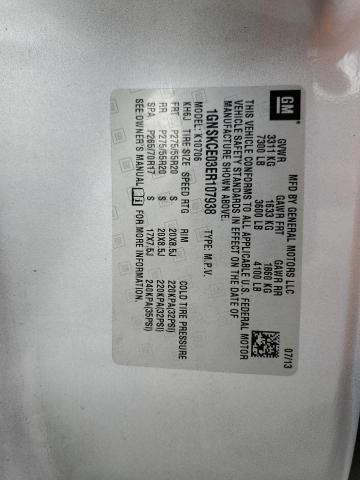 GM
MFD BY GENERAL MOTORS LLC 07/13
GVWR GAWR FRT GAWR RR
3311 KG 1633 KG 1860 KG
7300 LB 3600 LB 4100 LB
THIS VEHICLE CONFORMS TO ALL APPLICABLE U.S. FEDERAL MOTOR
VEHICLE SAFETY STANDARDS IN EFFECT ON THE DATE OF
MANUFACTURE SHOWN ABOVE.
1GNSKCE03ER107938 TYPE: M.P.V.
MODEL: K10706
KH6J TIRE SIZE SPEED RTG RIM COLD TIRE PRESSURE
FRT P275/55R20 S 20X8.5J 220KPA(32PSI)
RR P275/55R20 S 20X8.5J 220KPA(32PSI)
SPA P265/70R17 S 17X7.5J 240KPA(35PSI)
SEE OWNER'S MANUAL